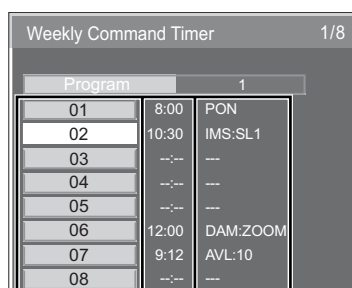 Weekly Command Timer 1/8
Program 1
01 8:00 PON
02 10:30 IMS:SL1
03 --:-- ---
04 --:-- ---
05 --:-- ---
06 12:00 DAM:ZOOM
07 9:12 AVL:10
08 --:-- ---